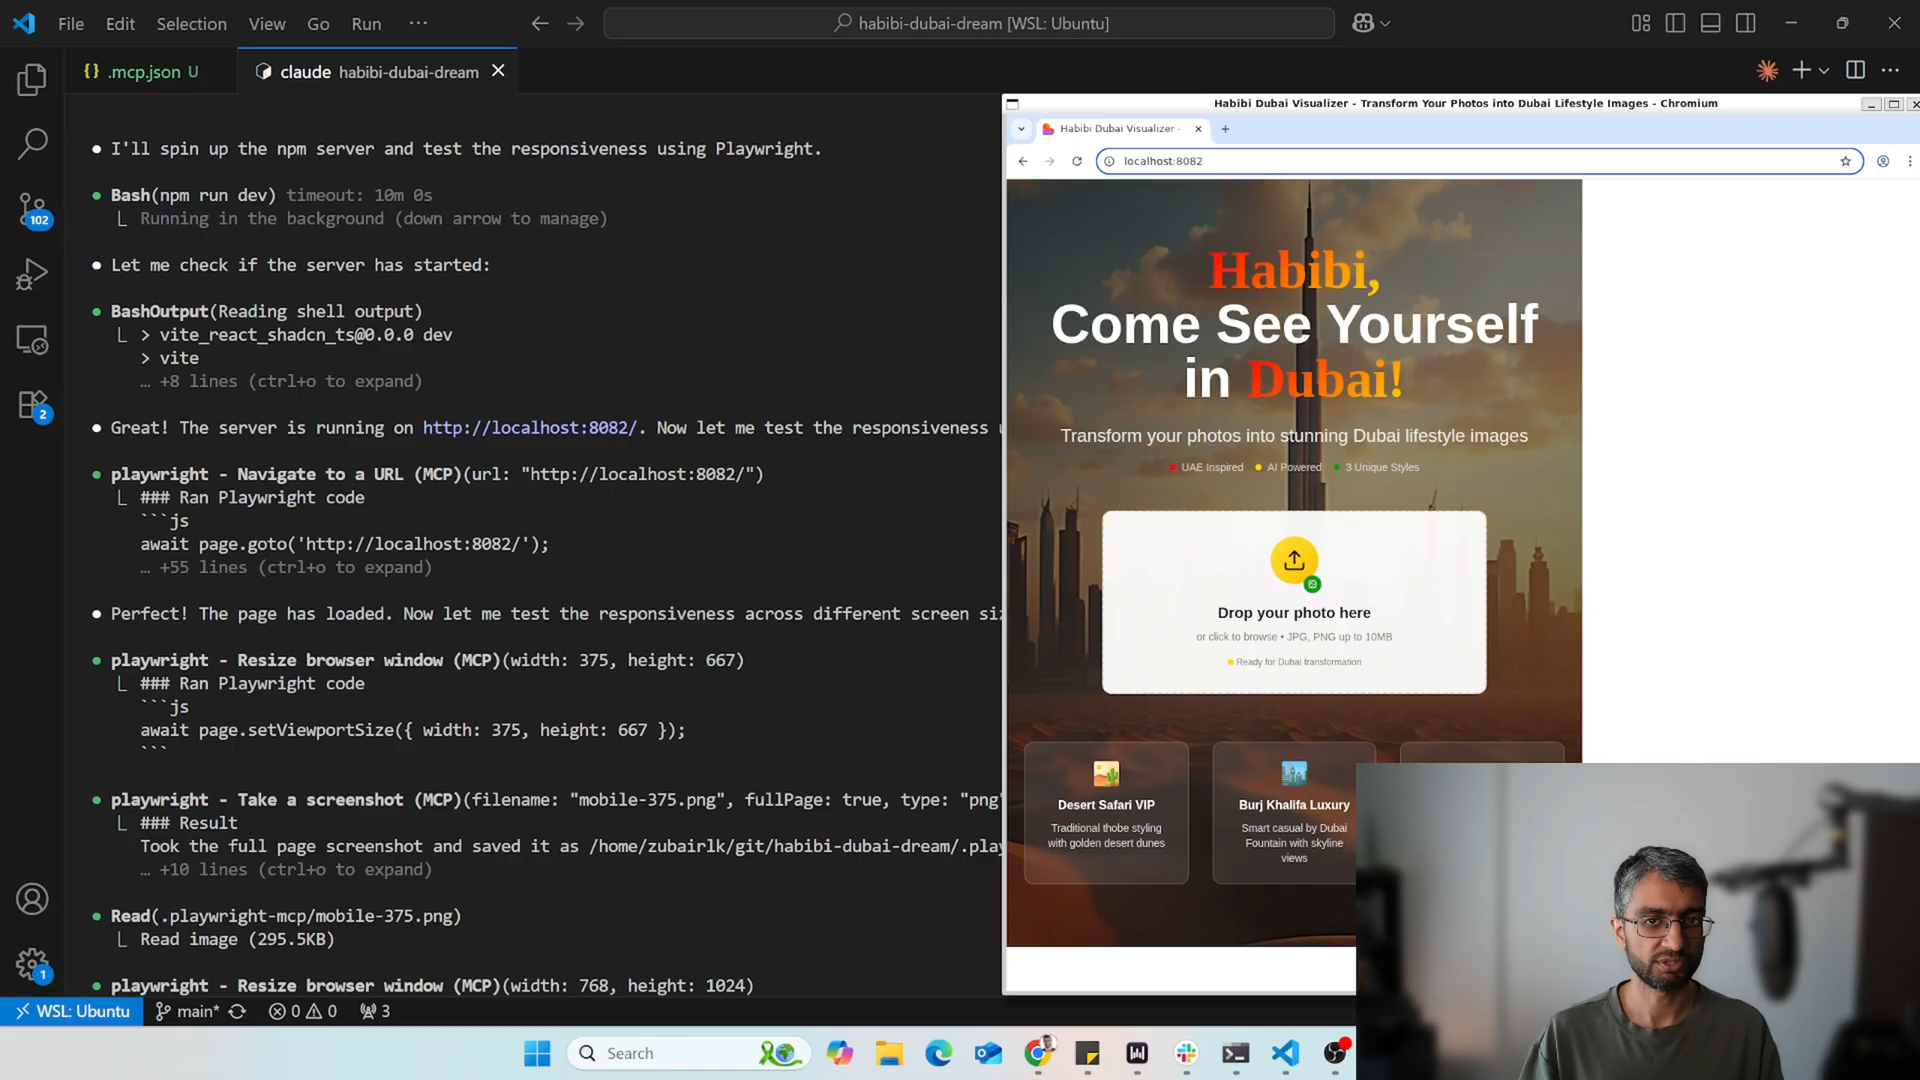 File Edit Selection View Go Run ···
habibi-dubai-dream [WSL: Ubuntu]
{} .mcp.json U
claude habibi-dubai-dream
● I'll spin up the npm server and test the responsiveness using Playwright.
● Bash(npm run dev) timeout: 10m 0s
⎿ Running in the background (down arrow to manage)
● Let me check if the server has started:
● BashOutput(Reading shell output)
⎿ > vite_react_shadcn_ts@0.0.0 dev
> vite
… +8 lines (ctrl+o to expand)
● Great! The server is running on http://localhost:8082/. Now let me test the responsiveness
● playwright - Navigate to a URL (MCP)(url: "http://localhost:8082/")
⎿ ### Ran Playwright code
```js
await page.goto('http://localhost:8082/');
… +55 lines (ctrl+o to expand)
● Perfect! The page has loaded. Now let me test the responsiveness across different screen
● playwright - Resize browser window (MCP)(width: 375, height: 667)
⎿ ### Ran Playwright code
```js
await page.setViewportSize({ width: 375, height: 667 });
```
● playwright - Take a screenshot (MCP)(filename: "mobile-375.png", fullPage: true, type: "png"
⎿ ### Result
Took the full page screenshot and saved it as /home/zubairlk/git/habibi-dubai-dream/.play
… +10 lines (ctrl+o to expand)
● Read(.playwright-mcp/mobile-375.png)
⎿ Read image (295.5KB)
● playwright - Resize browser window (MCP)(width: 768, height: 1024)
102
2
1
WSL: Ubuntu main* 0 0 3
Search
Habibi Dubai Visualizer - Transform Your Photos into Dubai Lifestyle Images - Chromium
Habibi Dubai Visualizer -
localhost:8082
Habibi,
Come See Yourself
in Dubai!
Transform your photos into stunning Dubai lifestyle images
UAE Inspired AI Powered 3 Unique Styles
Drop your photo here
or click to browse • JPG, PNG up to 10MB
Ready for Dubai transformation
Desert Safari VIP
Traditional thobe styling
with golden desert dunes
Burj Khalifa Luxury
Smart casual by Dubai
Fountain with skyline
views